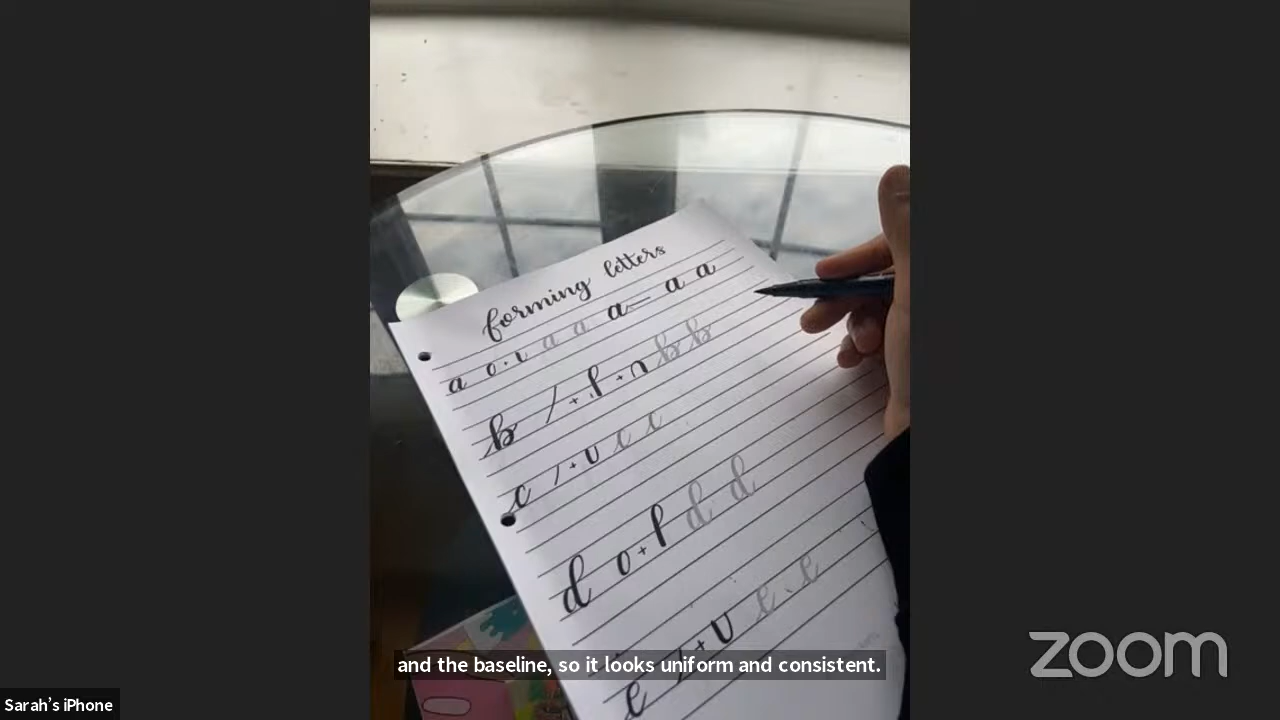 forming letters
a o + ι a a a – a a
b / + l + n b b
c / + u c c
d o + l d d
e / + u e e
and the baseline, so it looks uniform and consistent.
Sarah's iPhone
zoom